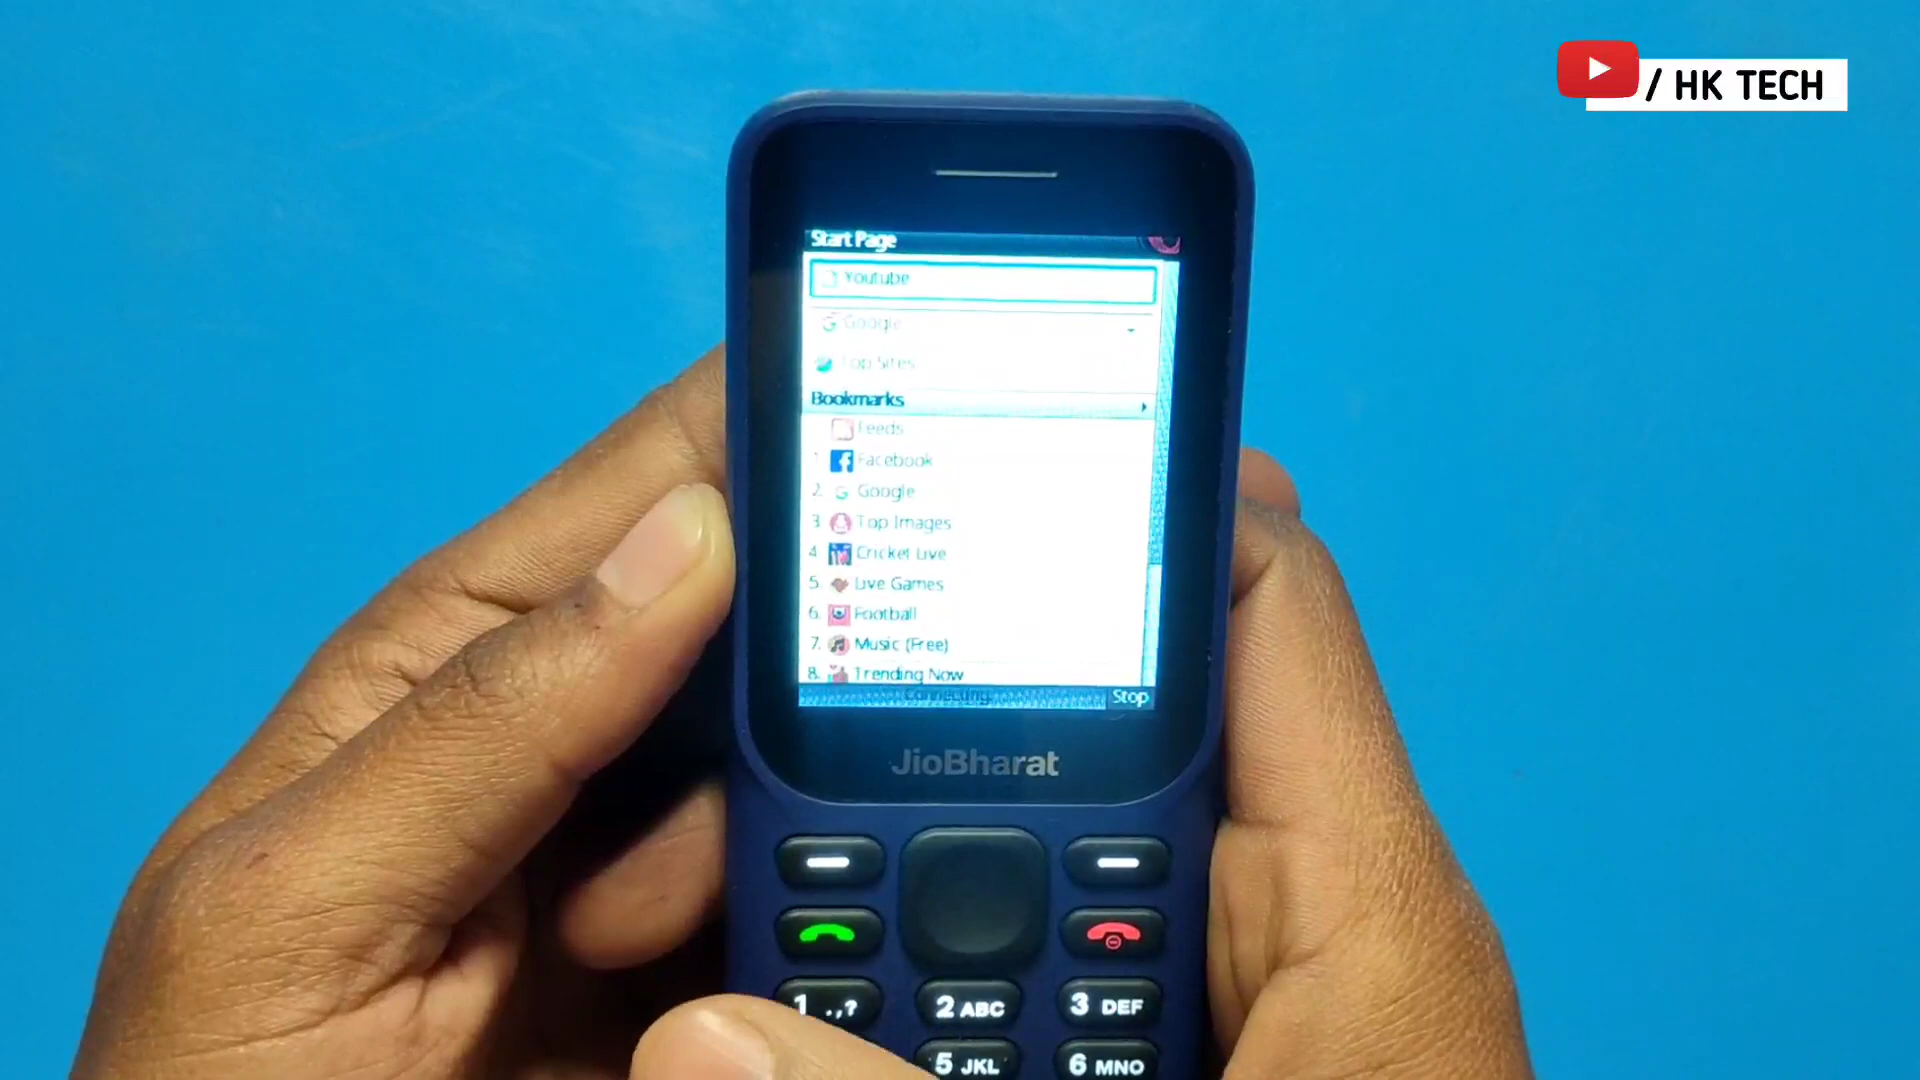 / HK TECH
Start Page
Youtube
Google
Top Sites
Bookmarks
Feeds
1. Facebook
2. Google
3. Top Images
4. Cricket Live
5. Live Games
6. Football
7. Music (Free)
8. Trending Now
Connecting... Stop
JioBharat
1 .,? 2 ABC 3 DEF
5 JKL 6 MNO